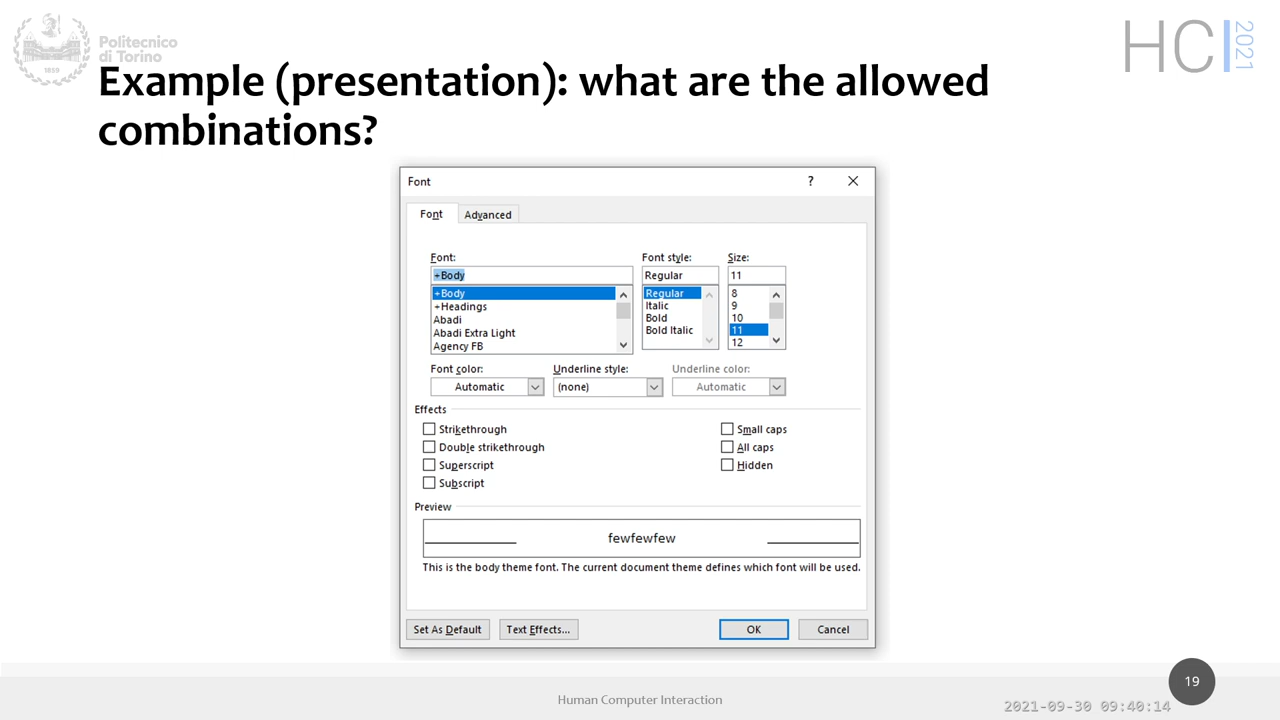 Politecnico
di Torino
1859
HCI 2021
Example (presentation): what are the allowed
combinations?
Font ?
Font Advanced
Font: Font style: Size:
+Body Regular 11
+Body Regular 8
+Headings Italic 9
Abadi Bold 10
Abadi Extra Light Bold Italic 11
Agency FB 12
Font color: Underline style: Underline color:
Automatic (none) Automatic
Effects
Strikethrough Small caps
Double strikethrough All caps
Superscript Hidden
Subscript
Preview
fewfewfew
This is the body theme font. The current document theme defines which font will be used.
Set As Default Text Effects... OK Cancel
19
Human Computer Interaction
2021-09-30 09:40:14